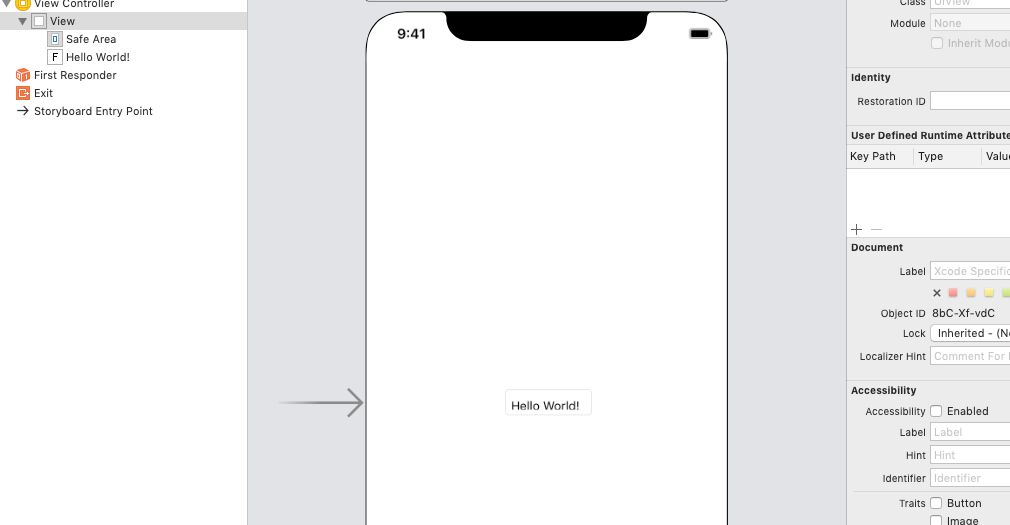 View Controller
View
Safe Area
F Hello World!
First Responder
Exit
Storyboard Entry Point
9:41
Hello World!
Class UIView
Module None
Inherit Modu
Identity
Restoration ID
User Defined Runtime Attribute
Key Path Type Valu
Document
Label Xcode Specific
Object ID 8bC-Xf-vdC
Lock Inherited - (No
Localizer Hint Comment For
Accessibility
Accessibility Enabled
Label Label
Hint Hint
Identifier Identifier
Traits Button
Image